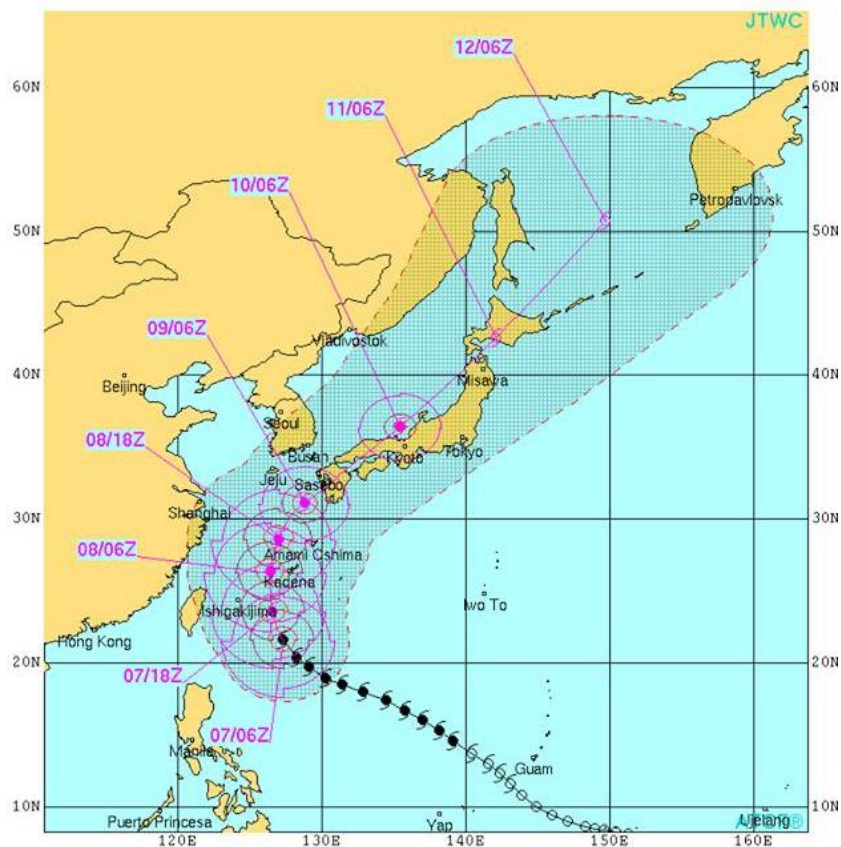 JTWC
12/06Z
60N
60N
11/06Z
10/06Z
Petropavlovsk
50N
50N
09/06Z
Vladivostok
Beijing
40N
40N
Misawa
08/18Z
Seoul
Busan
Kyoto
Tokyo
Jeju
Sasebo
Shanghai
30N
30N
08/06Z
Amami Oshima
Kadena
Ishigakijima
Iwo To
Hong Kong
20N
20N
07/18Z
07/06Z
Manila
Guam
10N
10N
Puerto Princesa
Yap
Ujelang
120E
130E
140E
150E
160E